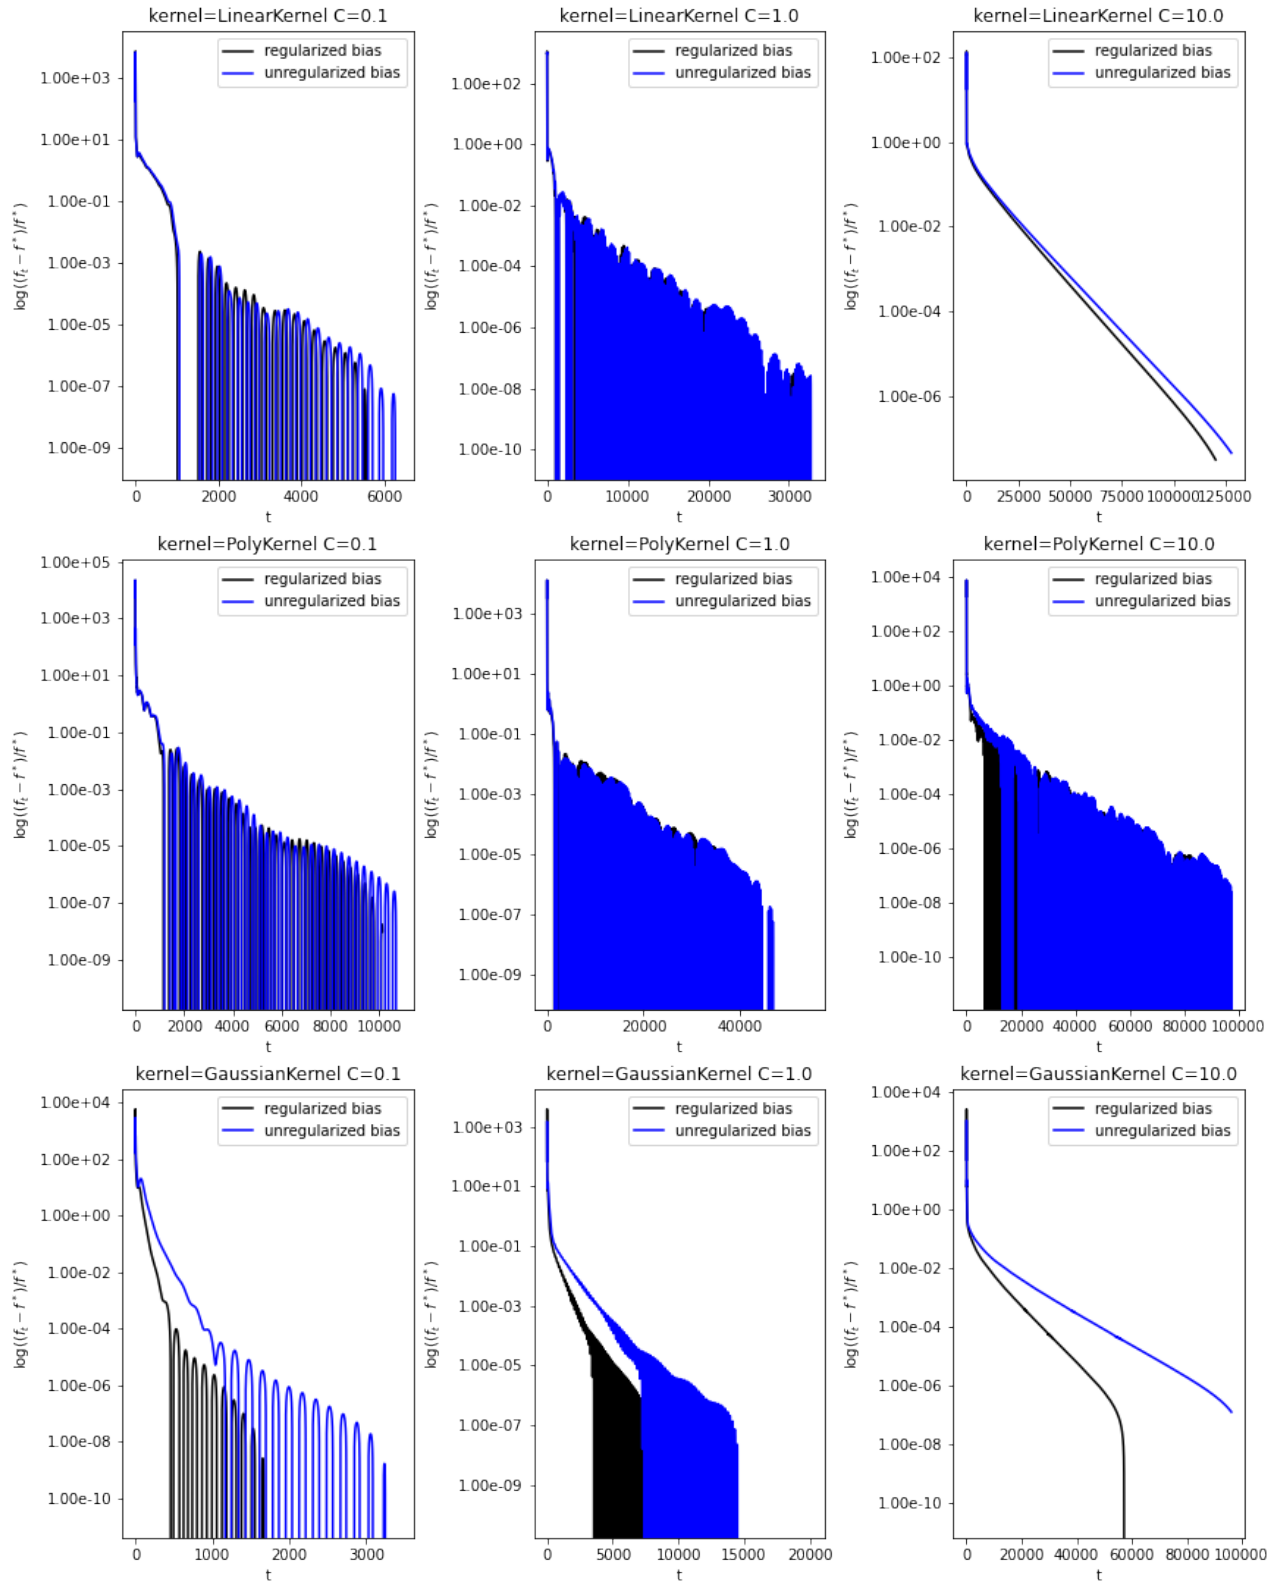 kernel=LinearKernel C=0.1
regularized bias
unregularized bias
1.00e+03
1.00e+01
1.00e-01
1.00e-03
1.00e-05
1.00e-07
1.00e-09
log((f_t − f*)/f*)
0 2000 4000 6000
t
kernel=LinearKernel C=1.0
regularized bias
unregularized bias
1.00e+02
1.00e+00
1.00e-02
1.00e-04
1.00e-06
1.00e-08
1.00e-10
log((f_t − f*)/f*)
0 10000 20000 30000
t
kernel=LinearKernel C=10.0
regularized bias
unregularized bias
1.00e+02
1.00e+00
1.00e-02
1.00e-04
1.00e-06
log((f_t − f*)/f*)
0 25000 50000 75000 100000 125000
t
kernel=PolyKernel C=0.1
regularized bias
unregularized bias
1.00e+05
1.00e+03
1.00e+01
1.00e-01
1.00e-03
1.00e-05
1.00e-07
1.00e-09
log((f_t − f*)/f*)
0 2000 4000 6000 8000 10000
t
kernel=PolyKernel C=1.0
regularized bias
unregularized bias
1.00e+03
1.00e+01
1.00e-01
1.00e-03
1.00e-05
1.00e-07
1.00e-09
log((f_t − f*)/f*)
0 20000 40000
t
kernel=PolyKernel C=10.0
regularized bias
unregularized bias
1.00e+04
1.00e+02
1.00e+00
1.00e-02
1.00e-04
1.00e-06
1.00e-08
1.00e-10
log((f_t − f*)/f*)
0 20000 40000 60000 80000 100000
t
kernel=GaussianKernel C=0.1
regularized bias
unregularized bias
1.00e+04
1.00e+02
1.00e+00
1.00e-02
1.00e-04
1.00e-06
1.00e-08
1.00e-10
log((f_t − f*)/f*)
0 1000 2000 3000
t
kernel=GaussianKernel C=1.0
regularized bias
unregularized bias
1.00e+03
1.00e+01
1.00e-01
1.00e-03
1.00e-05
1.00e-07
1.00e-09
log((f_t − f*)/f*)
0 5000 10000 15000 20000
t
kernel=GaussianKernel C=10.0
regularized bias
unregularized bias
1.00e+04
1.00e+02
1.00e+00
1.00e-02
1.00e-04
1.00e-06
1.00e-08
1.00e-10
log((f_t − f*)/f*)
0 20000 40000 60000 80000 100000
t